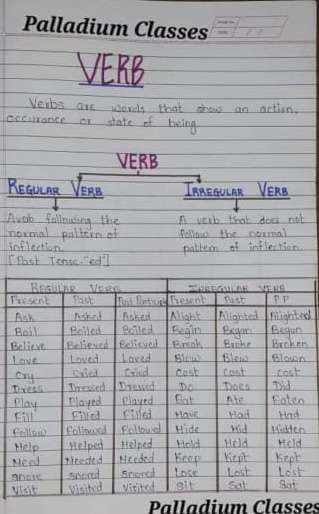 Palladium Classes
VERB
Verbs are words that show an action,
occurance or state of being
VERB
REGULAR VERB IRREGULAR VERB
A verb following the A verb that does not
normal pattern of follow the normal
inflection. pattern of inflection.
[Past Tense-"ed"]
REGULAR VERB IRREGULAR VERB
Present Past Past Participle Present Past P.P
Ask Asked Asked Alight Alighted Alighted
Boil Boiled Boiled Begin Began Begun
Believe Believed Believed Break Broke Broken
Love Loved Loved Blow Blew Blown
Cry Cried Cried Cost Cost Cost
Dress Dressed Dressed Do Does Did
Play Played Played Eat Ate Eaten
Fill Filled Filled Have Had Had
Follow Followed Followed Hide Hid Hidden
Help Helped Helped Hold Held Held
Need Needed Needed Keep Kept Kept
Snore Snored Snored Lose Lost Lost
Visit Visited Visited Sit Sat Sat
Palladium Classes